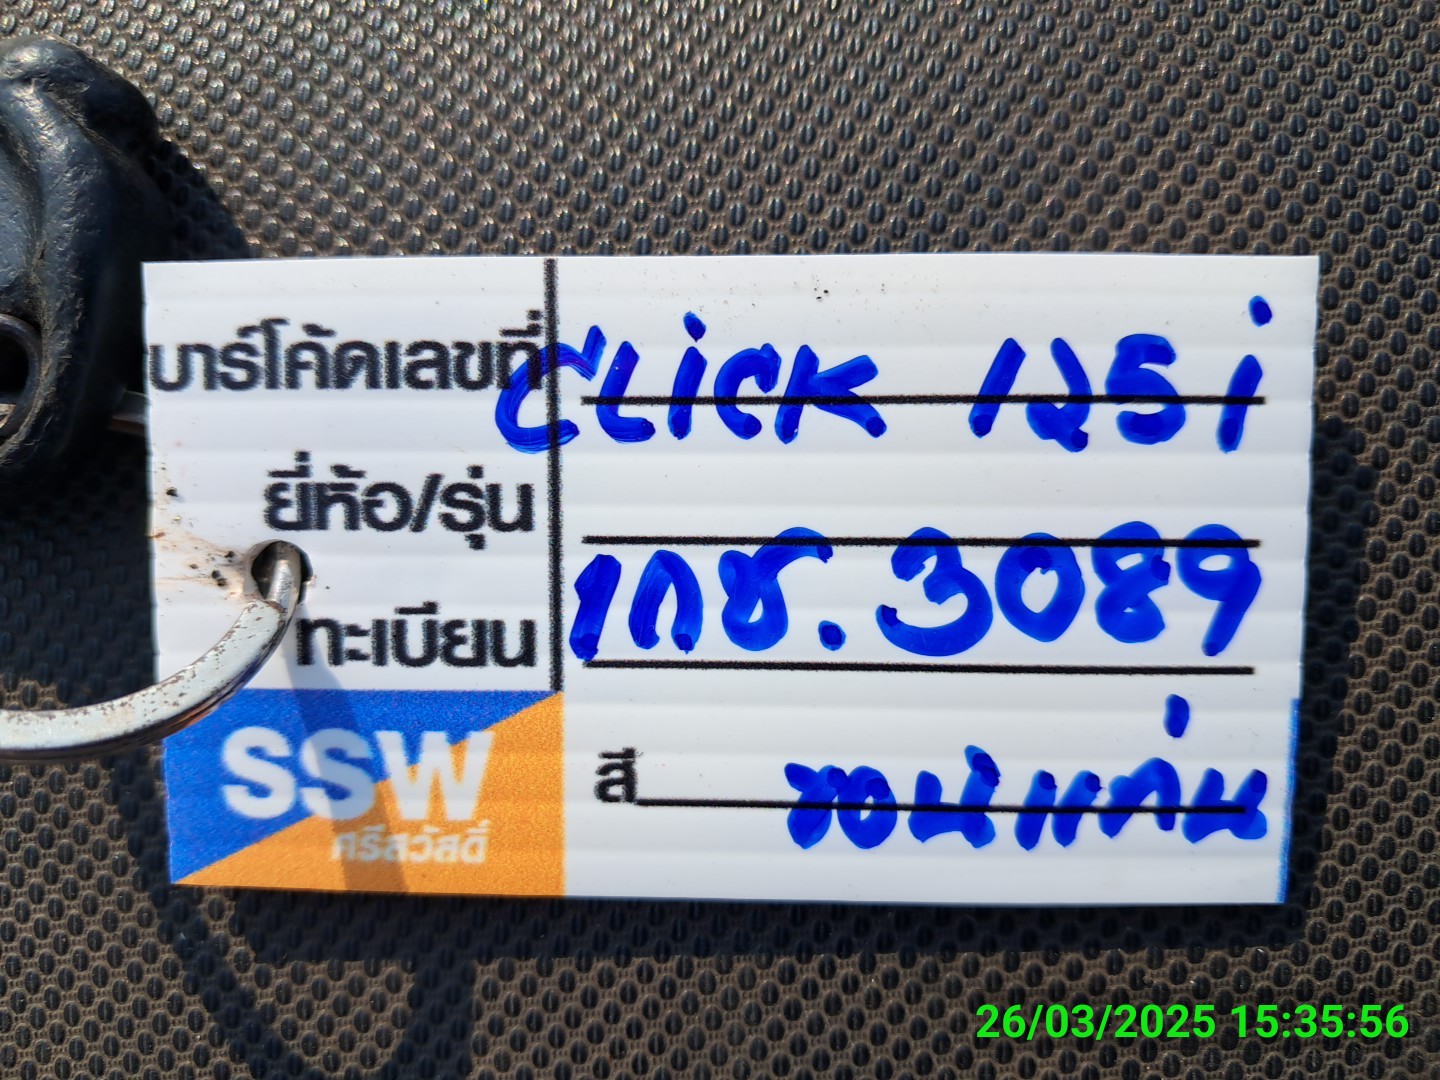 บาร์โค้ดเลขที่ CLiCK 125i
ยี่ห้อ/รุ่น
ทะเบียน 1กช. 3089
SSW
ศรีสวัสดิ์
สี ขอนแก่น
26/03/2025 15:35:56